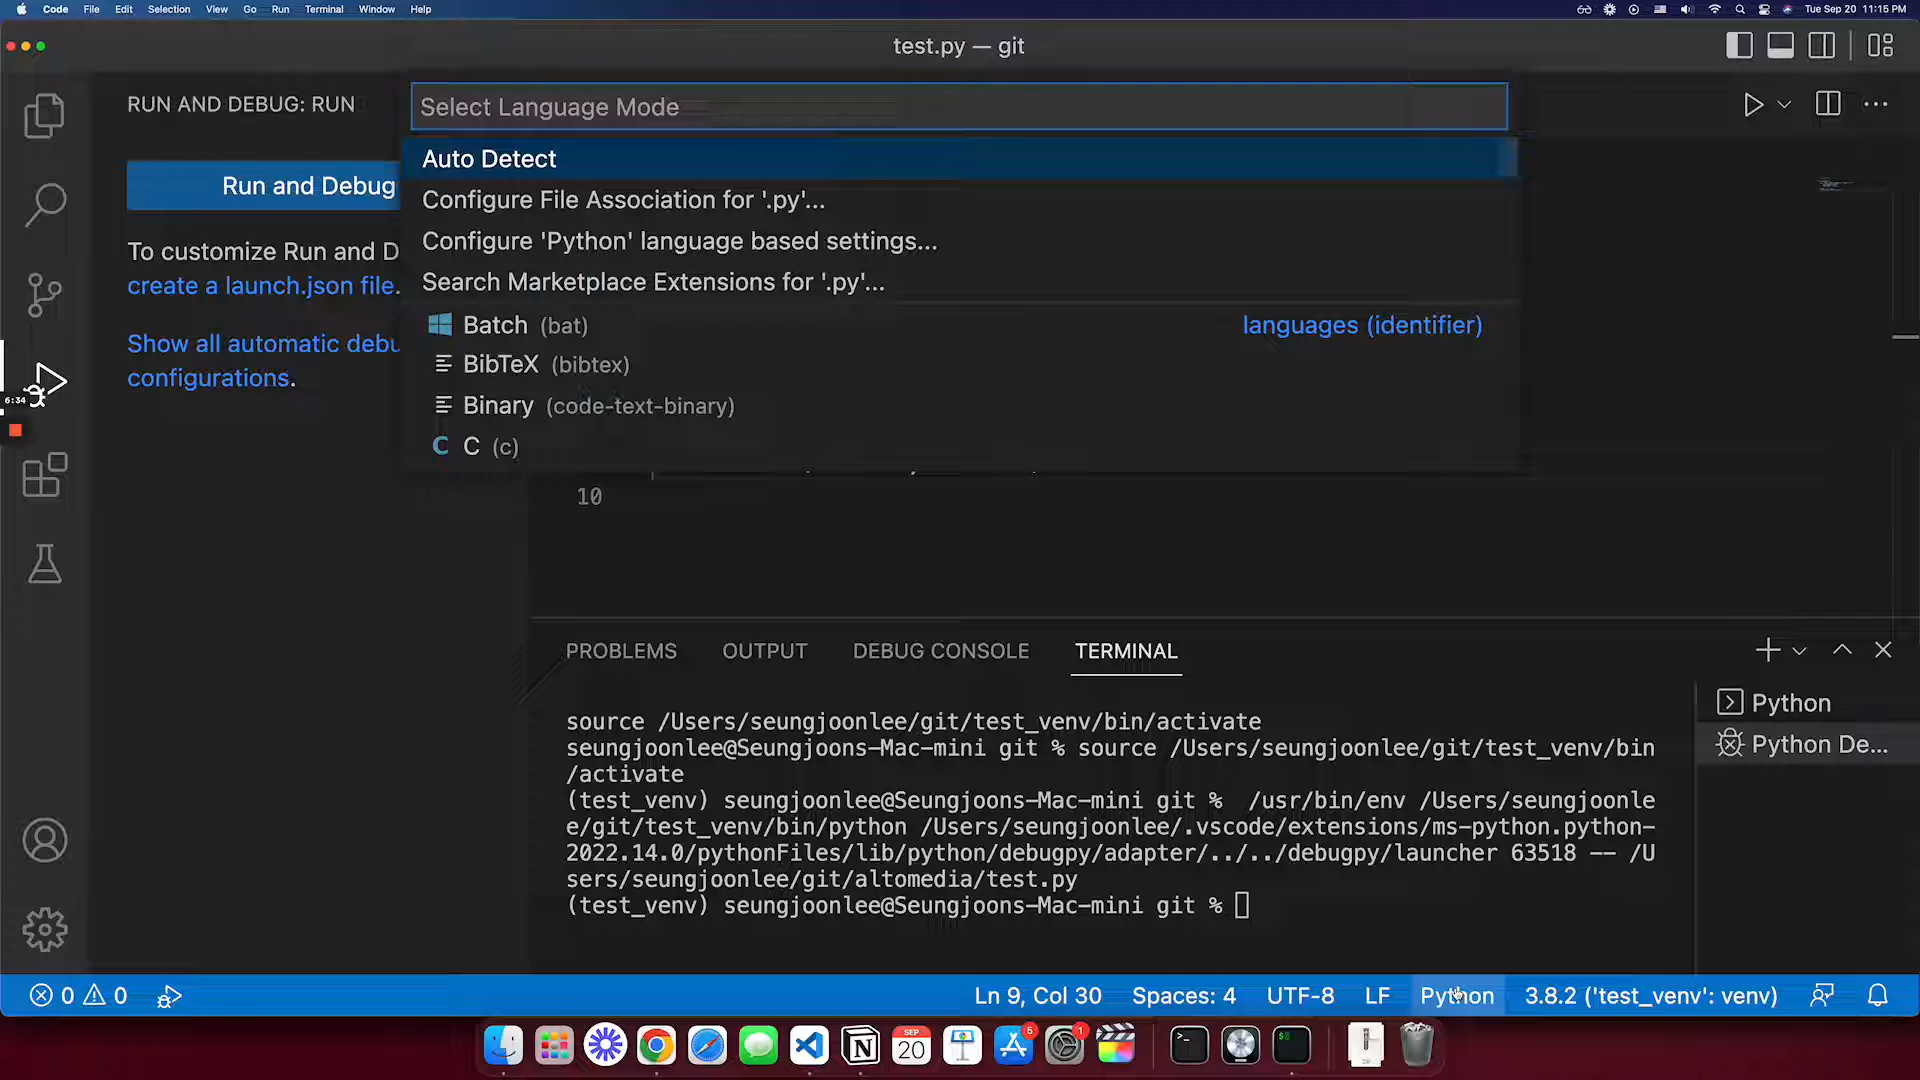 Code File Edit Selection View Go Run Terminal Window Help
Tue Sep 20 11:15 PM
test.py — git
RUN AND DEBUG: RUN
Select Language Mode
Auto Detect
Run and Debug
Configure File Association for '.py'...
Configure 'Python' language based settings...
To customize Run and D
create a launch.json file.
Search Marketplace Extensions for '.py'...
Batch (bat)
languages (identifier)
Show all automatic debu
configurations.
BibTeX (bibtex)
Binary (code-text-binary)
C (c)
6:34
10
PROBLEMS OUTPUT DEBUG CONSOLE TERMINAL
Python
Python De...
source /Users/seungjoonlee/git/test_venv/bin/activate
seungjoonlee@Seungjoons-Mac-mini git % source /Users/seungjoonlee/git/test_venv/bin
/activate
(test_venv) seungjoonlee@Seungjoons-Mac-mini git %  /usr/bin/env /Users/seungjoonle
e/git/test_venv/bin/python /Users/seungjoonlee/.vscode/extensions/ms-python.python-
2022.14.0/pythonFiles/lib/python/debugpy/adapter/../../debugpy/launcher 63518 -- /U
sers/seungjoonlee/git/altomedia/test.py
(test_venv) seungjoonlee@Seungjoons-Mac-mini git %
0 0
Ln 9, Col 30 Spaces: 4 UTF-8 LF Python 3.8.2 ('test_venv': venv)
SEP
20
5
1